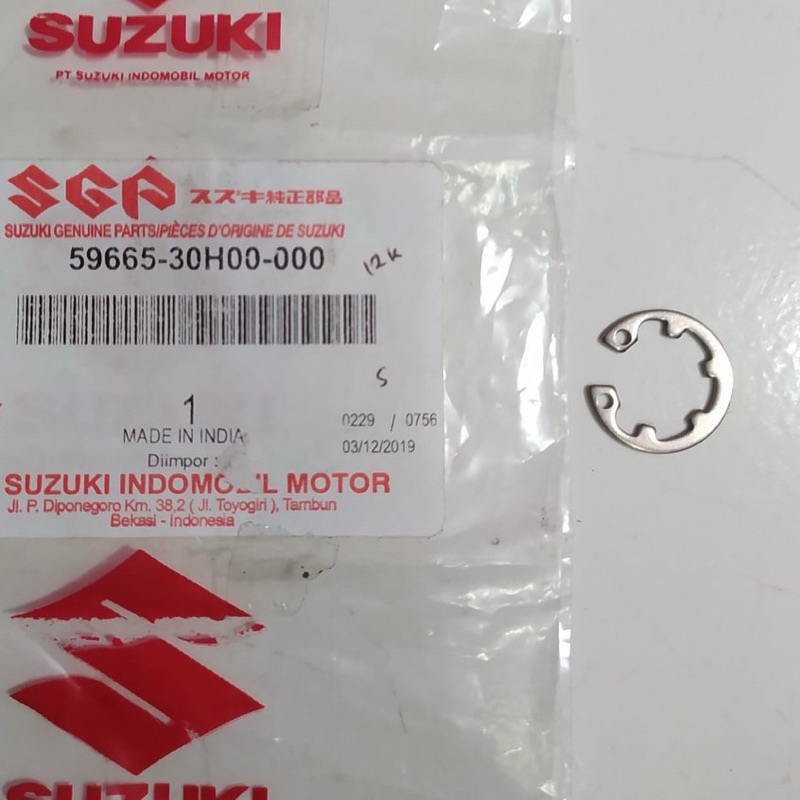 SUZUKI
PT SUZUKI INDOMOBIL MOTOR
SGP スズキ純正部品
SUZUKI GENUINE PARTS/PIÈCES D'ORIGINE DE SUZUKI
59665-30H00-000
12K
S
1
0229 / 0756
MADE IN INDIA
03/12/2019
Diimpor :
SUZUKI INDOMOBIL MOTOR
Jl. P. Diponegoro Km. 38,2 ( Jl. Toyogiri ), Tambun
Bekasi - Indonesia
SUZUKI